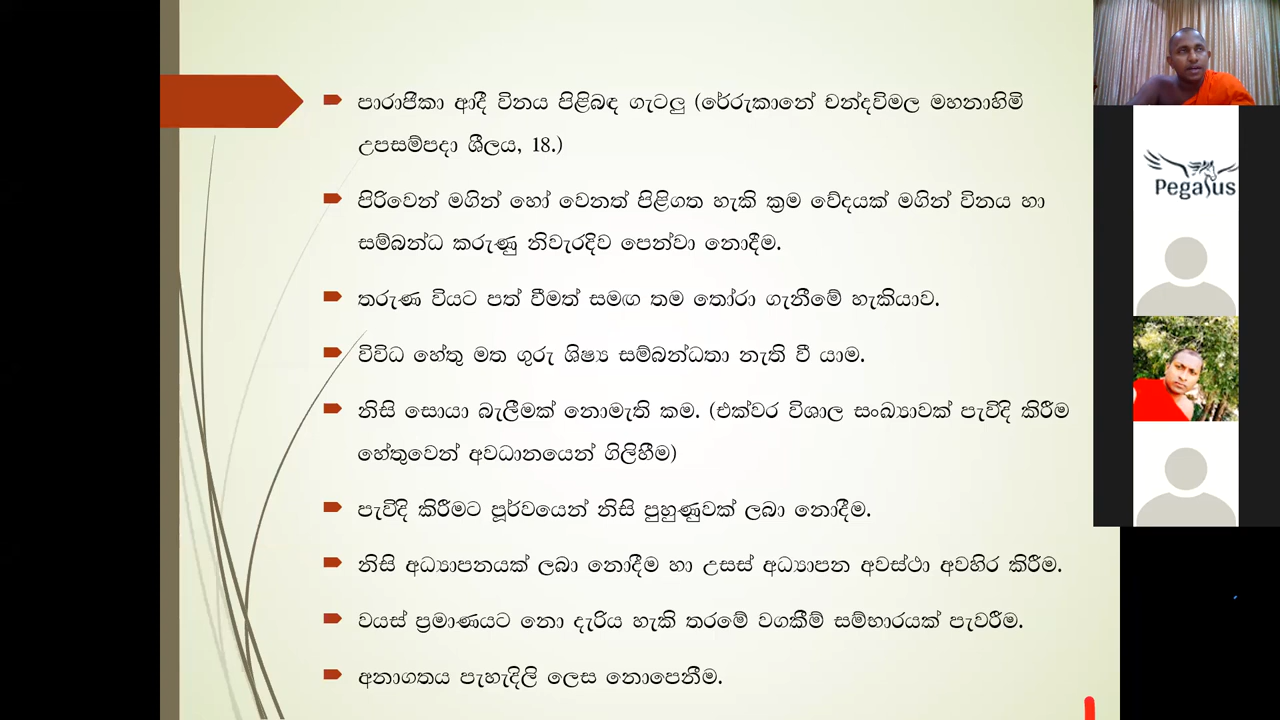 පාරාජිකා ආදී විනය පිළිබඳ ගැටලු (රේරුකානේ චන්දවිමල මහනාහිමි
උපසම්පදා ශීලය, 18.)
පිරිවෙන් මගින් හෝ වෙනත් පිළිගත හැකි ක්‍රම වේදයක් මගින් විනය හා
සම්බන්ධ කරුණු නිවැරදිව පෙන්වා නොදීම.
තරුණ වියට පත් වීමත් සමඟ තම තෝරා ගැනීමේ හැකියාව.
විවිධ හේතු මත ගුරු ශිෂ්‍ය සම්බන්ධතා නැති වී යාම.
නිසි සොයා බැලීමක් නොමැති කම. (එක්වර විශාල සංඛ්‍යාවක් පැවිදි කිරීම
හේතුවෙන් අවධානයෙන් ගිලිහීම)
පැවිදි කිරීමට පූර්වයෙන් නිසි පුහුණුවක් ලබා නොදීම.
නිසි අධ්‍යාපනයක් ලබා නොදීම හා උසස් අධ්‍යාපන අවස්ථා අවහිර කිරීම.
වයස් ප්‍රමාණයට නො දැරිය හැකි තරමේ වගකීම් සම්භාරයක් පැවරීම.
අනාගතය පැහැදිලි ලෙස නොපෙනීම.
Pegasus